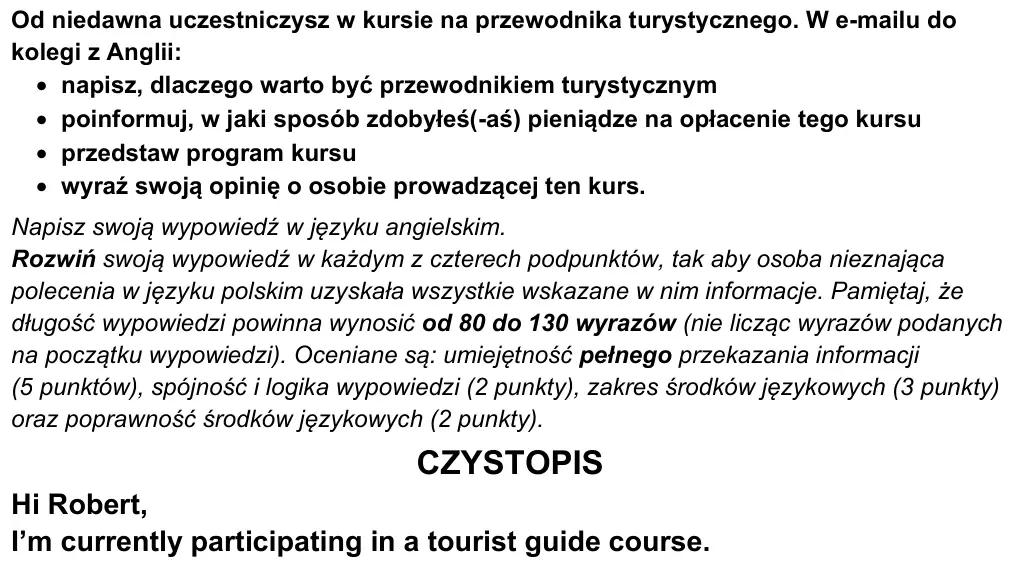 Od niedawna uczestniczysz w kursie na przewodnika turystycznego. W e-mailu do
kolegi z Anglii:
• napisz, dlaczego warto być przewodnikiem turystycznym
• poinformuj, w jaki sposób zdobyłeś(-aś) pieniądze na opłacenie tego kursu
• przedstaw program kursu
• wyraź swoją opinię o osobie prowadzącej ten kurs.
Napisz swoją wypowiedź w języku angielskim.
Rozwiń swoją wypowiedź w każdym z czterech podpunktów, tak aby osoba nieznająca
polecenia w języku polskim uzyskała wszystkie wskazane w nim informacje. Pamiętaj, że
długość wypowiedzi powinna wynosić od 80 do 130 wyrazów (nie licząc wyrazów podanych
na początku wypowiedzi). Oceniane są: umiejętność pełnego przekazania informacji
(5 punktów), spójność i logika wypowiedzi (2 punkty), zakres środków językowych (3 punkty)
oraz poprawność środków językowych (2 punkty).
CZYSTOPIS
Hi Robert,
I’m currently participating in a tourist guide course.